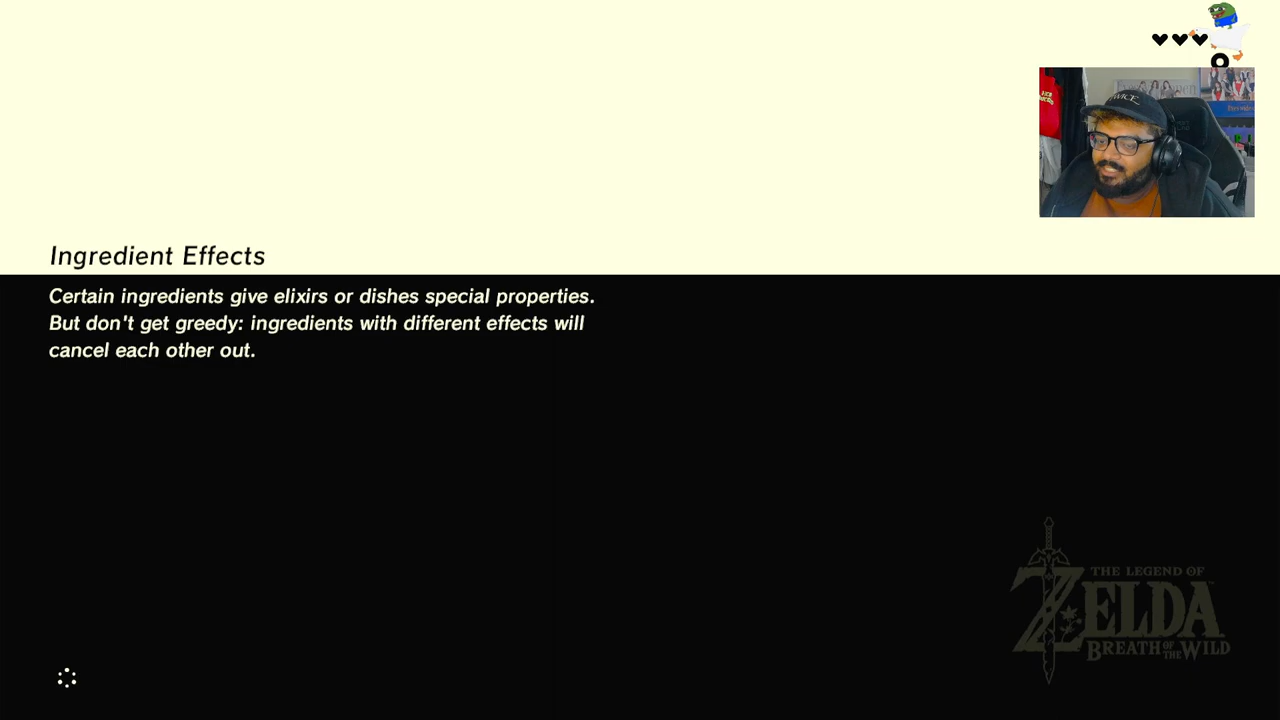 TWICE
Ingredient Effects
Certain ingredients give elixirs or dishes special properties.
But don't get greedy: ingredients with different effects will
cancel each other out.
THE LEGEND OF
ZELDA
BREATH OF THE WILD